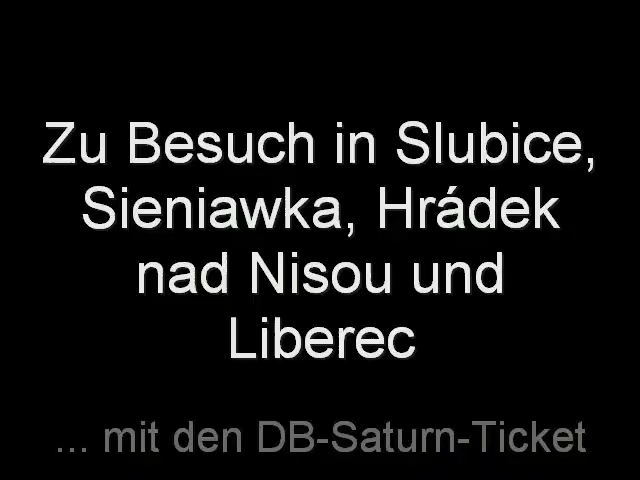 Zu Besuch in Slubice,
Sieniawka, Hrádek
nad Nisou und
Liberec
... mit den DB-Saturn-Ticket